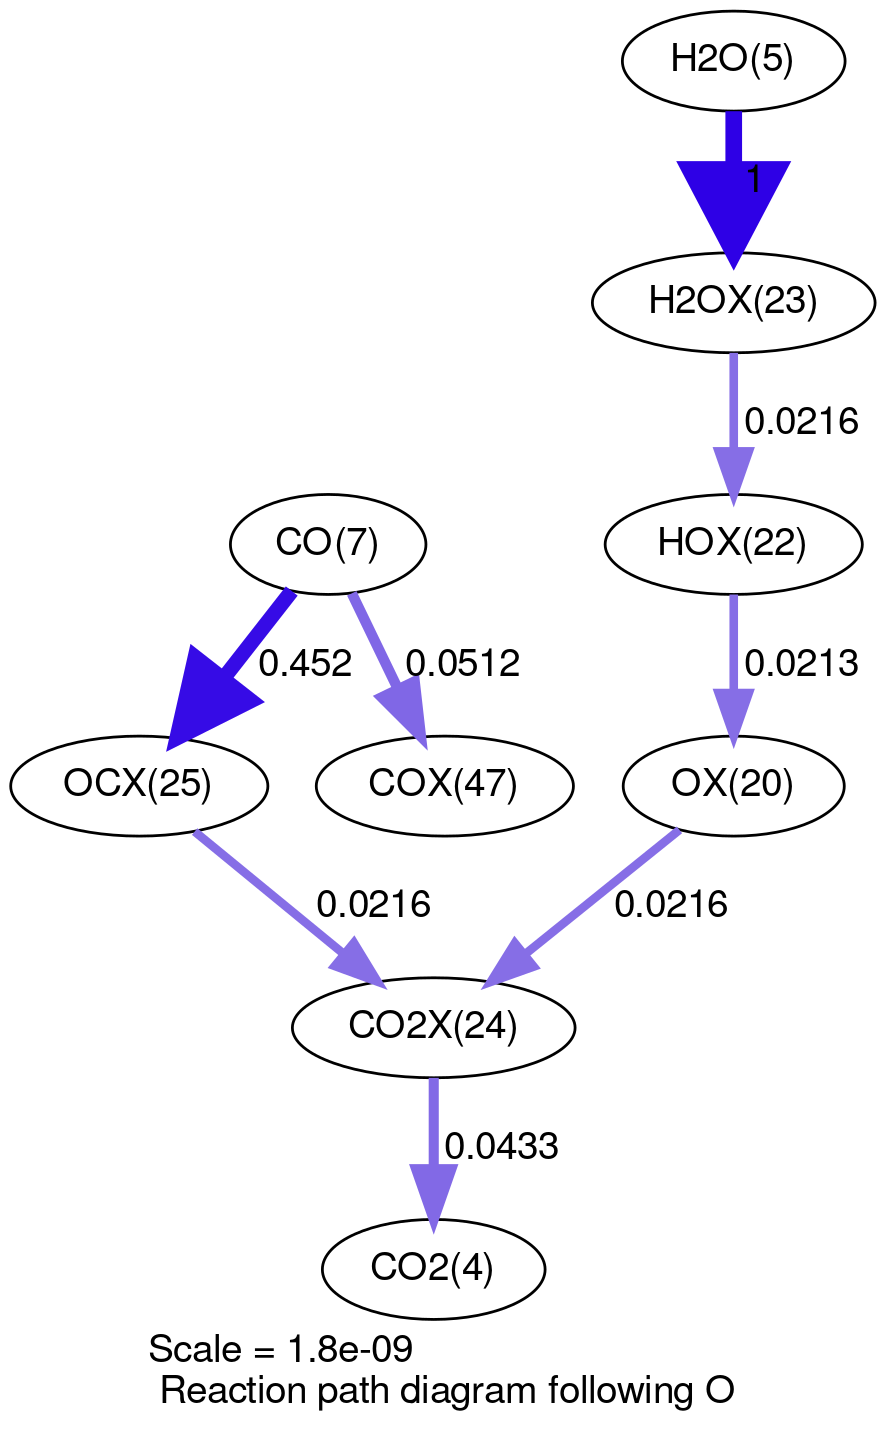 H2O(5)
1
H2OX(23)
0.0216
CO(7)
HOX(22)
0.452
0.0512
0.0213
OCX(25)
COX(47)
OX(20)
0.0216
0.0216
CO2X(24)
0.0433
CO2(4)
Scale = 1.8e-09
Reaction path diagram following O